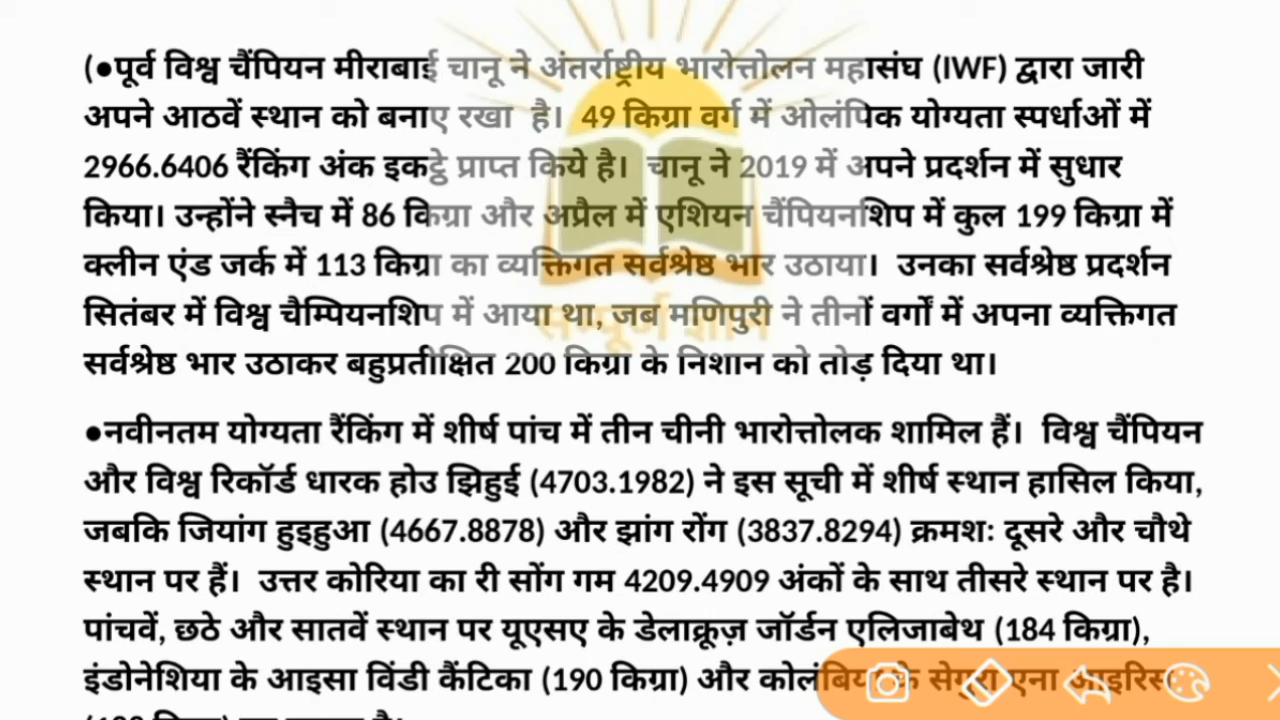 (●पूर्व विश्व चैंपियन मीराबाई चानू ने अंतर्राष्ट्रीय भारोत्तोलन महासंघ (IWF) द्वारा जारी
अपने आठवें स्थान को बनाए रखा है। 49 किग्रा वर्ग में ओलंपिक योग्यता स्पर्धाओं में
2966.6406 रैंकिंग अंक इकट्ठे प्राप्त किये है। चानू ने 2019 में अपने प्रदर्शन में सुधार
किया। उन्होंने स्नैच में 86 किग्रा और अप्रैल में एशियन चैंपियनशिप में कुल 199 किग्रा में
क्लीन एंड जर्क में 113 किग्रा का व्यक्तिगत सर्वश्रेष्ठ भार उठाया। उनका सर्वश्रेष्ठ प्रदर्शन
सितंबर में विश्व चैम्पियनशिप में आया था, जब मणिपुरी ने तीनों वर्गों में अपना व्यक्तिगत
सम्पूर्ण ज्ञान
सर्वश्रेष्ठ भार उठाकर बहुप्रतीक्षित 200 किग्रा के निशान को तोड़ दिया था।
●नवीनतम योग्यता रैंकिंग में शीर्ष पांच में तीन चीनी भारोत्तोलक शामिल हैं। विश्व चैंपियन
और विश्व रिकॉर्ड धारक होउ झिहुई (4703.1982) ने इस सूची में शीर्ष स्थान हासिल किया,
जबकि जियांग हुइहुआ (4667.8878) और झांग रोंग (3837.8294) क्रमशः दूसरे और चौथे
स्थान पर हैं। उत्तर कोरिया का री सोंग गम 4209.4909 अंकों के साथ तीसरे स्थान पर है।
पांचवें, छठे और सातवें स्थान पर यूएसए के डेलाक्रूज़ जॉर्डन एलिजाबेथ (184 किग्रा),
इंडोनेशिया के आइसा विंडी कैंटिका (190 किग्रा) और कोलंबिया के सेगुरा एना आइरिस